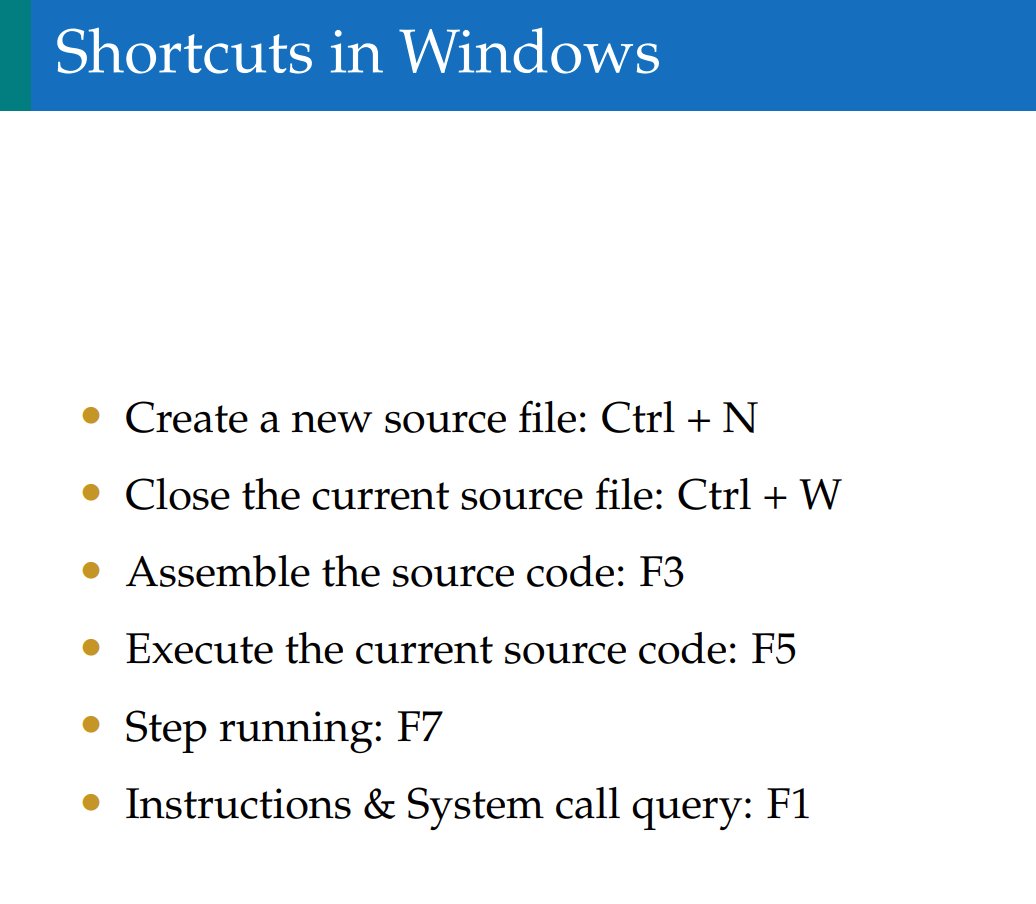 Shortcuts in Windows
• Create a new source file: Ctrl + N
• Close the current source file: Ctrl + W
• Assemble the source code: F3
• Execute the current source code: F5
• Step running: F7
• Instructions & System call query: F1